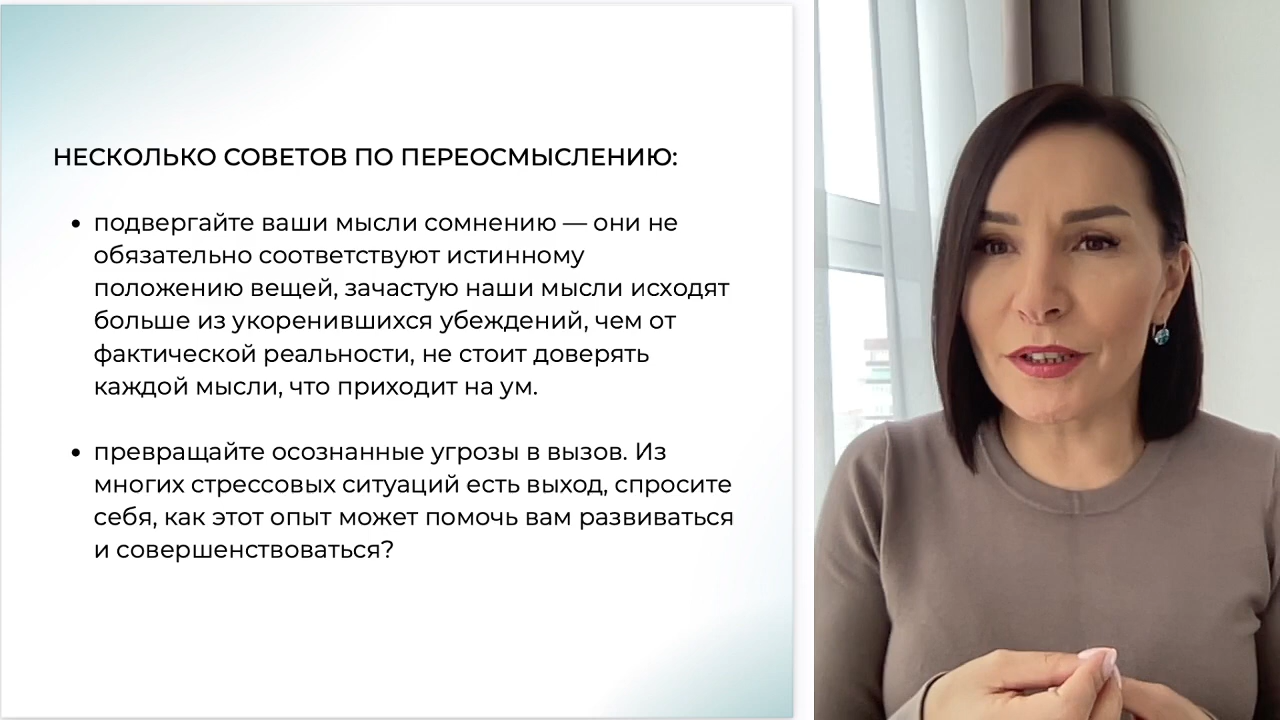 НЕСКОЛЬКО СОВЕТОВ ПО ПЕРЕОСМЫСЛЕНИЮ:
• подвергайте ваши мысли сомнению — они не
обязательно соответствуют истинному
положению вещей, зачастую наши мысли исходят
больше из укоренившихся убеждений, чем от
фактической реальности, не стоит доверять
каждой мысли, что приходит на ум.
• превращайте осознанные угрозы в вызов. Из
многих стрессовых ситуаций есть выход, спросите
себя, как этот опыт может помочь вам развиваться
и совершенствоваться?